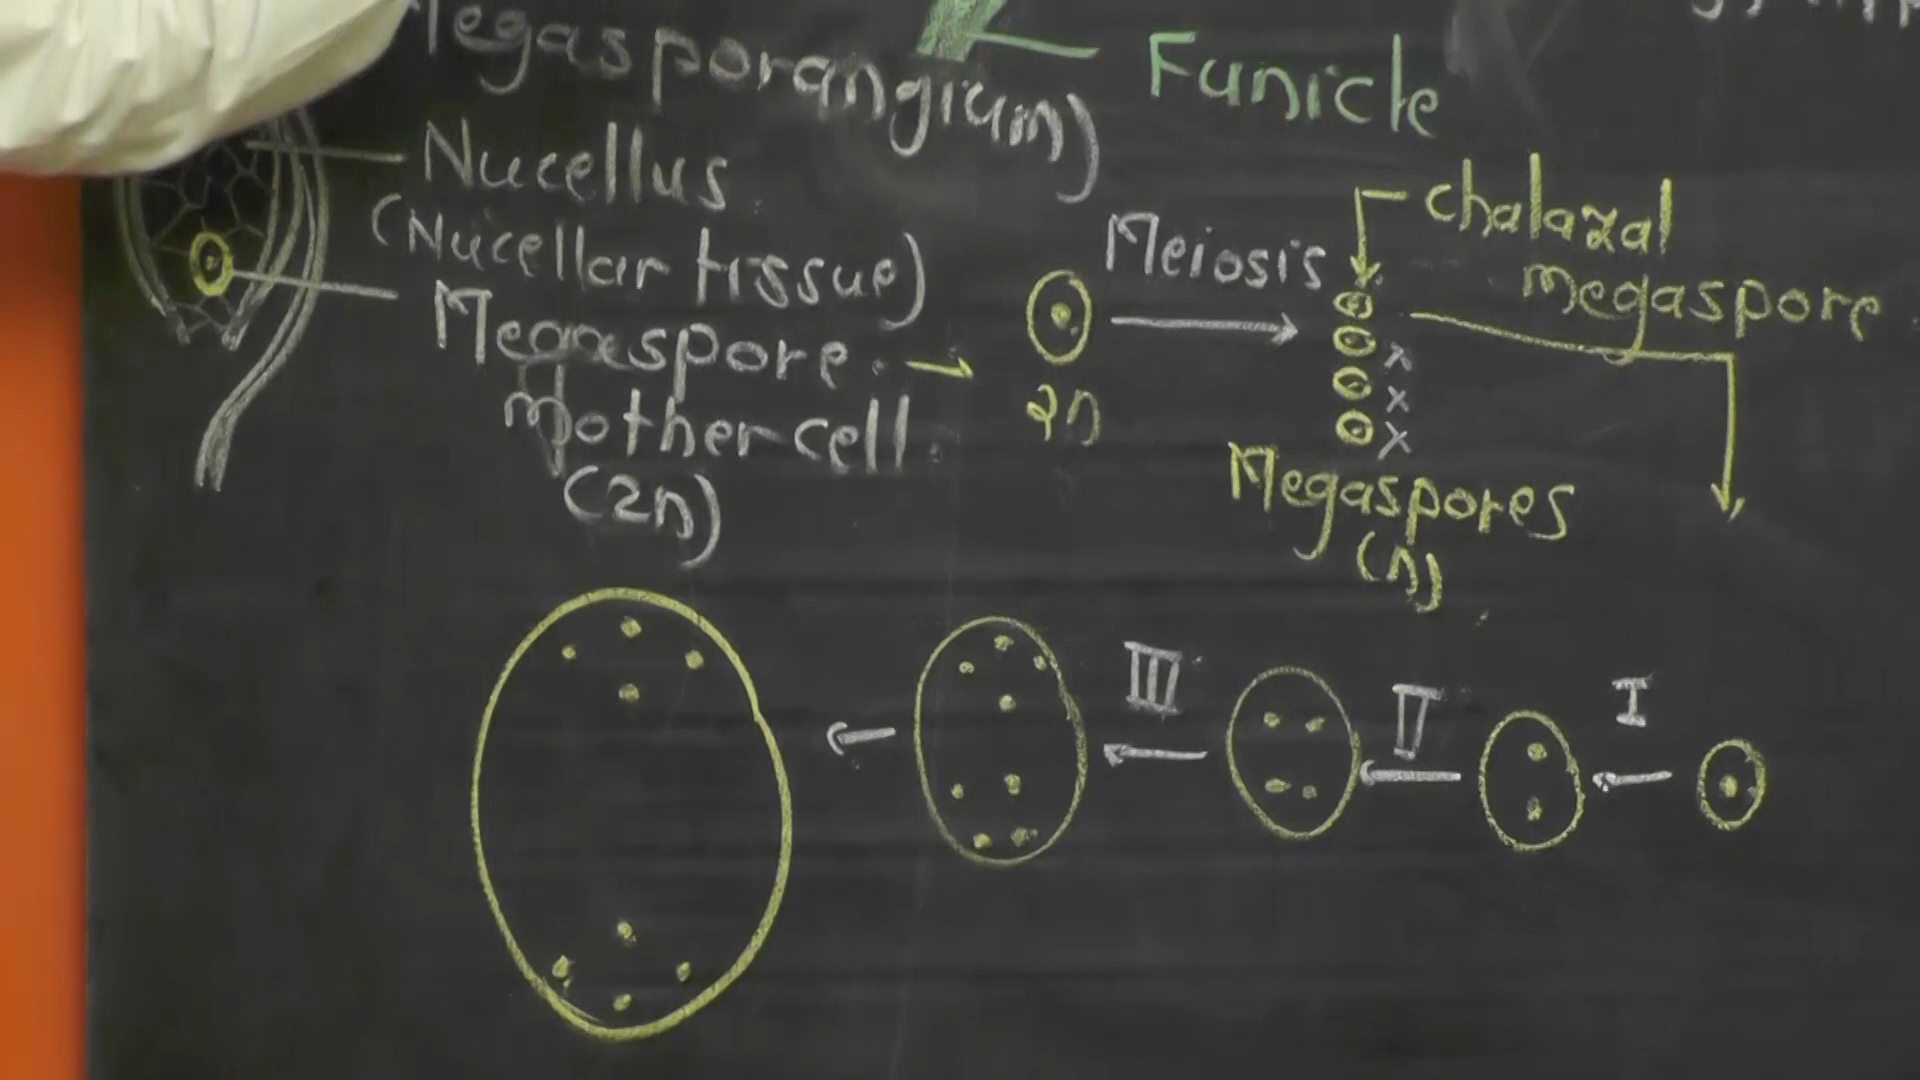 Megasporangium)
Funicle
Nucellus
(Nucellar tissue)
Megaspore
mother cell
(2n)
2n
Meiosis
chalazal
megaspore
x
x
x
Megaspores
(n)
III
II
I